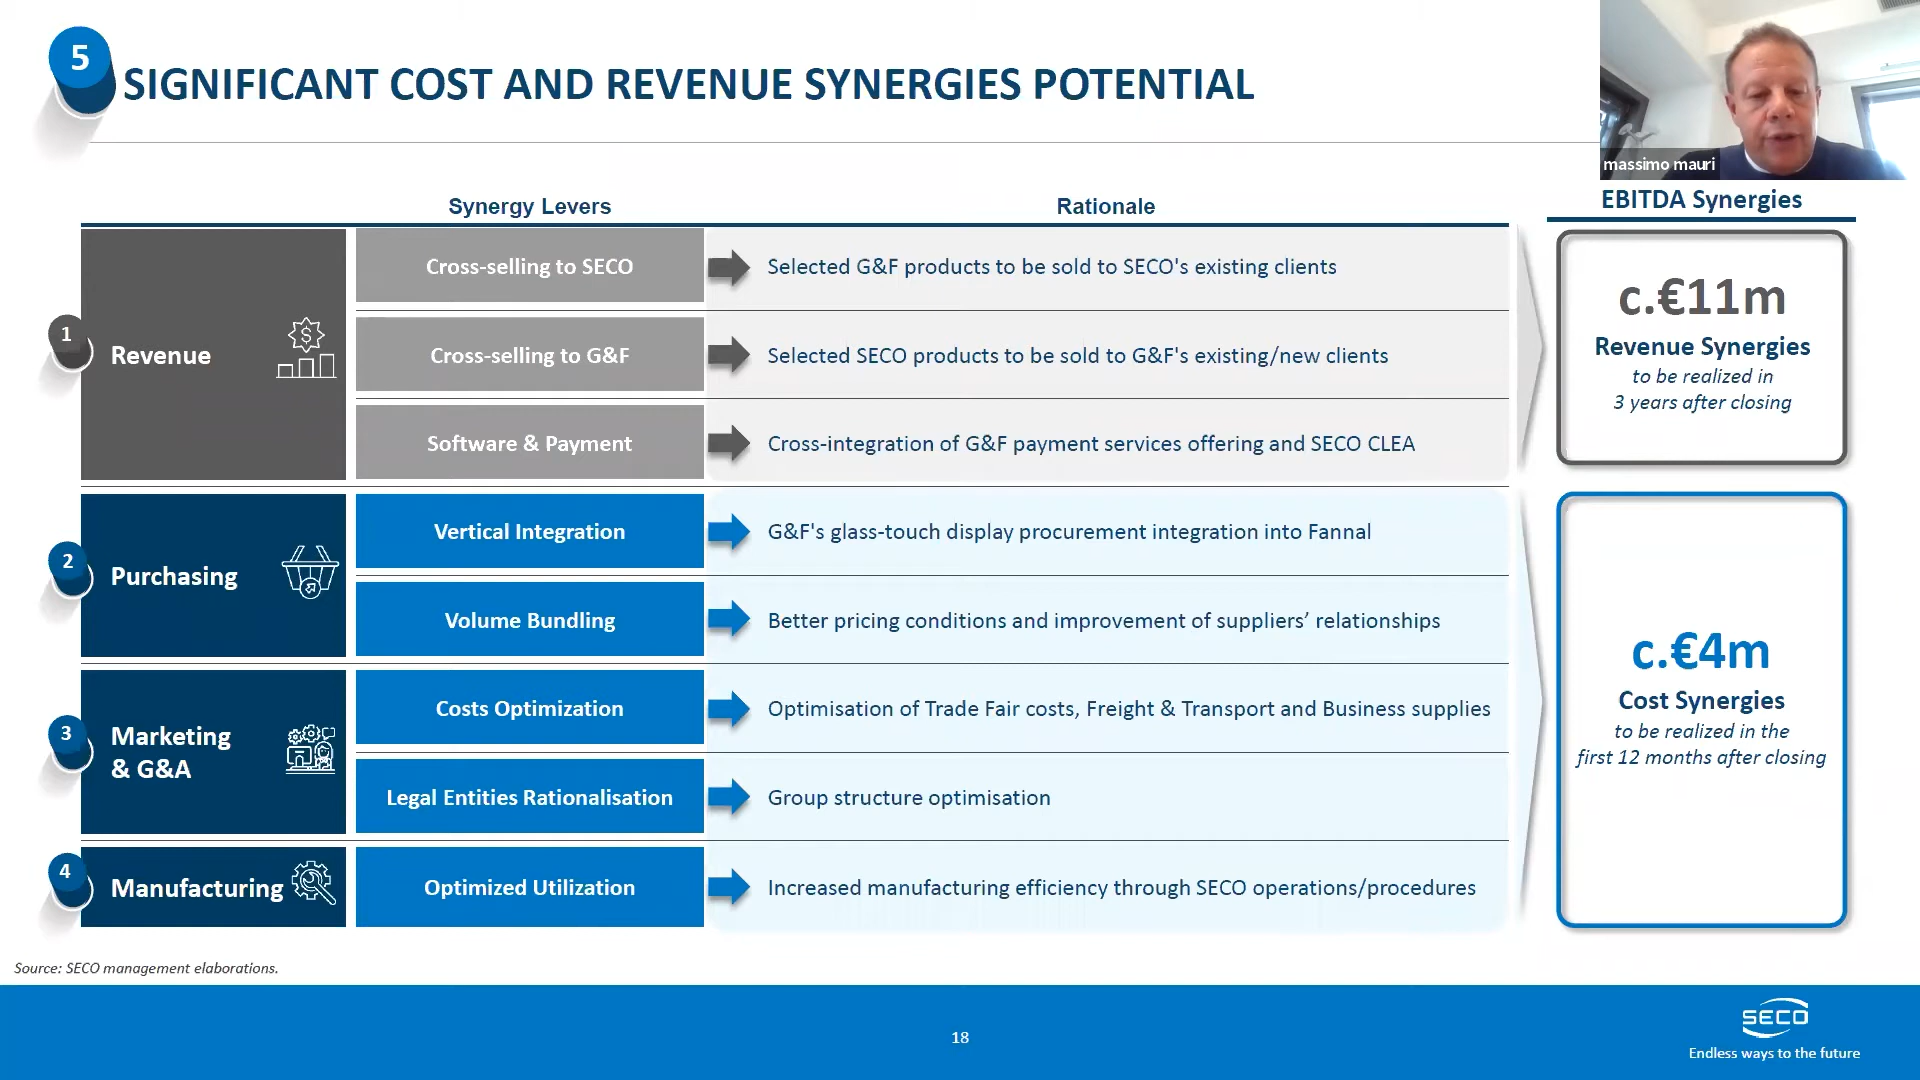 5
SIGNIFICANT COST AND REVENUE SYNERGIES POTENTIAL
massimo mauri
Synergy Levers
Rationale
EBITDA Synergies
1
Revenue
$
Cross-selling to SECO
Selected G&F products to be sold to SECO's existing clients
Cross-selling to G&F
Selected SECO products to be sold to G&F's existing/new clients
Software & Payment
Cross-integration of G&F payment services offering and SECO CLEA
c.€11m
Revenue Synergies
to be realized in
3 years after closing
2
Purchasing
Vertical Integration
G&F's glass-touch display procurement integration into Fannal
Volume Bundling
Better pricing conditions and improvement of suppliers’ relationships
3
Marketing
& G&A
Costs Optimization
Optimisation of Trade Fair costs, Freight & Transport and Business supplies
Legal Entities Rationalisation
Group structure optimisation
4
Manufacturing
Optimized Utilization
Increased manufacturing efficiency through SECO operations/procedures
c.€4m
Cost Synergies
to be realized in the
first 12 months after closing
Source: SECO management elaborations.
18
SECO
Endless ways to the future